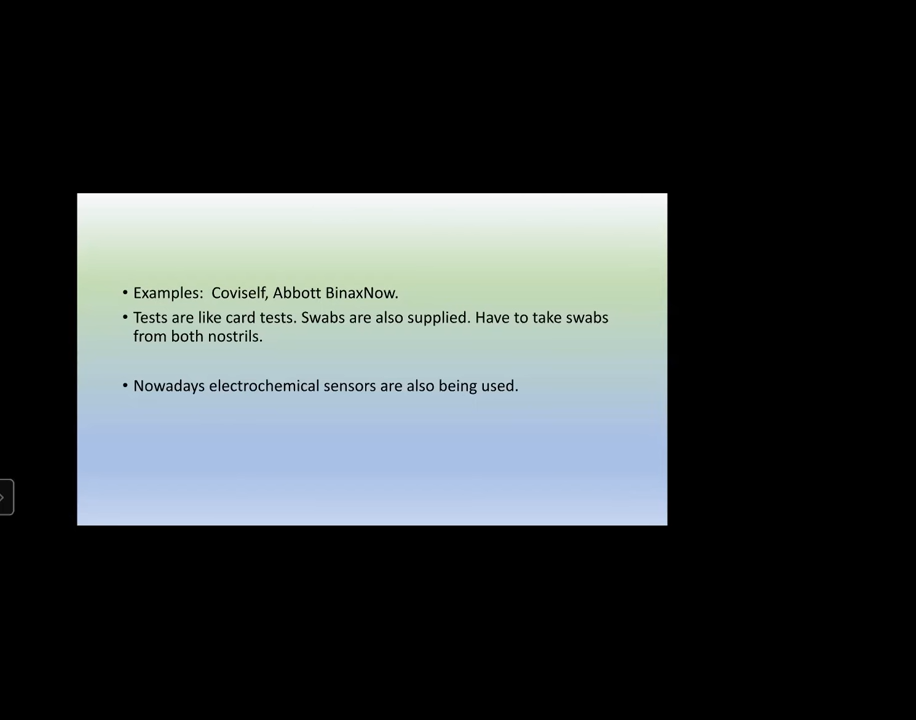 • Examples:  Coviself, Abbott BinaxNow.
• Tests are like card tests. Swabs are also supplied. Have to take swabs
from both nostrils.
• Nowadays electrochemical sensors are also being used.